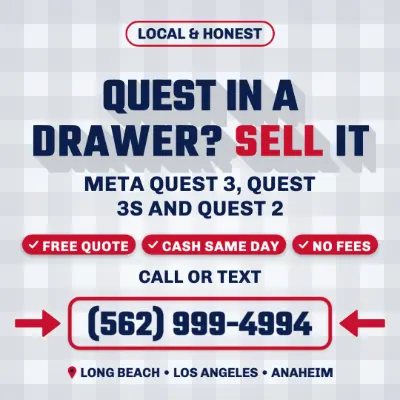 LOCAL & HONEST
QUEST IN A
DRAWER? SELL IT
META QUEST 3, QUEST
3S AND QUEST 2
✓ FREE QUOTE ✓ CASH SAME DAY ✓ NO FEES
CALL OR TEXT
(562) 999-4994
LONG BEACH • LOS ANGELES • ANAHEIM